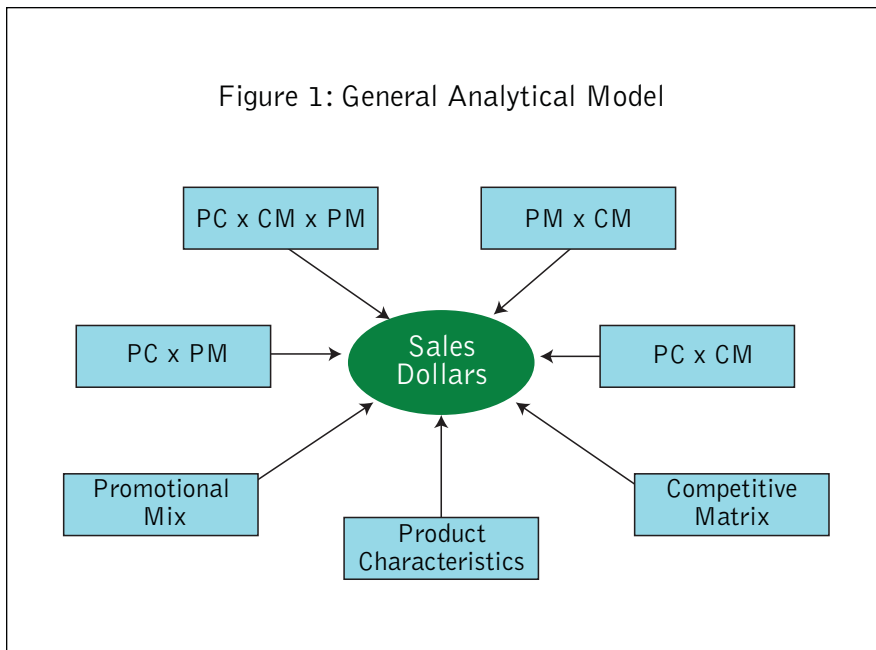 Figure 1: General Analytical Model
PC x CM x PM
PM x CM
PC x PM
Sales
Dollars
PC x CM
Promotional
Mix
Product
Characteristics
Competitive
Matrix